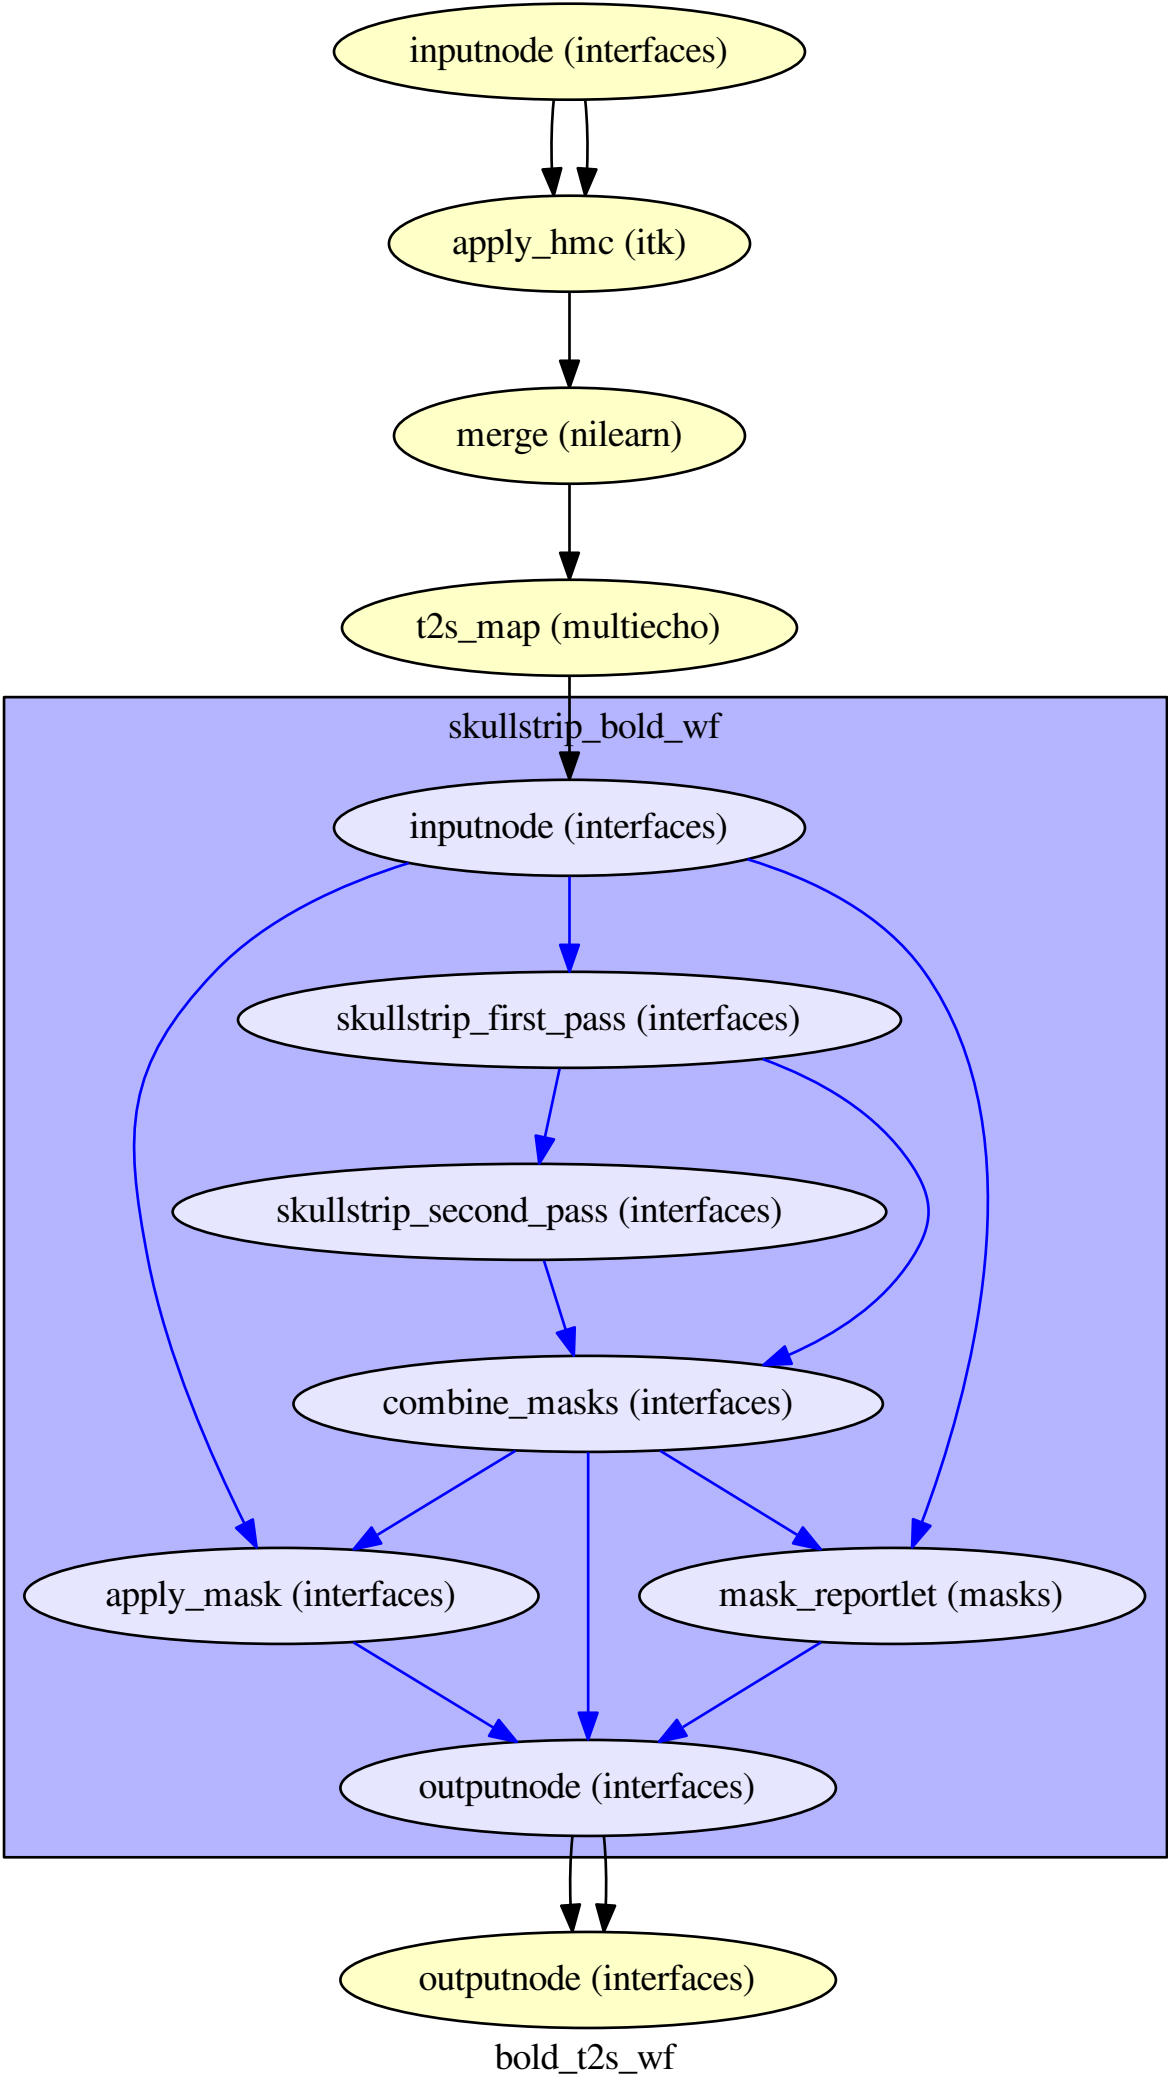 inputnode (interfaces)
apply_hmc (itk)
merge (nilearn)
t2s_map (multiecho)
skullstrip_bold_wf
inputnode (interfaces)
skullstrip_first_pass (interfaces)
skullstrip_second_pass (interfaces)
combine_masks (interfaces)
apply_mask (interfaces)
mask_reportlet (masks)
outputnode (interfaces)
outputnode (interfaces)
bold_t2s_wf